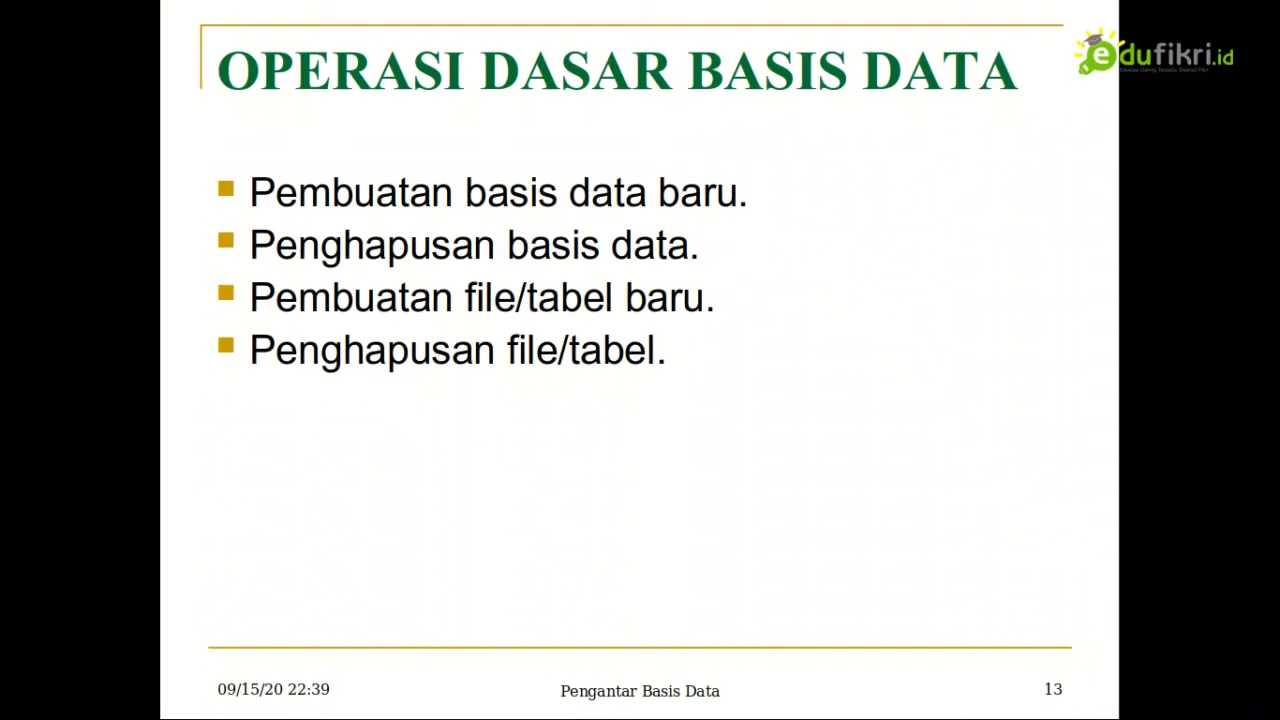 OPERASI DASAR BASIS DATA
edufikri.id
Pembuatan basis data baru.
Penghapusan basis data.
Pembuatan file/tabel baru.
Penghapusan file/tabel.
09/15/20 22:39
Pengantar Basis Data
13